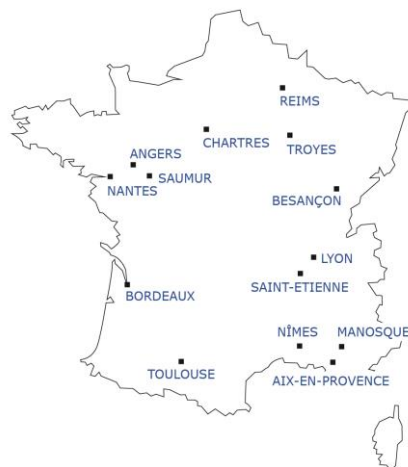 REIMS
CHARTRES
TROYES
ANGERS
NANTES
SAUMUR
BESANÇON
LYON
SAINT-ETIENNE
BORDEAUX
NÎMES
MANOSQUE
TOULOUSE
AIX-EN-PROVENCE